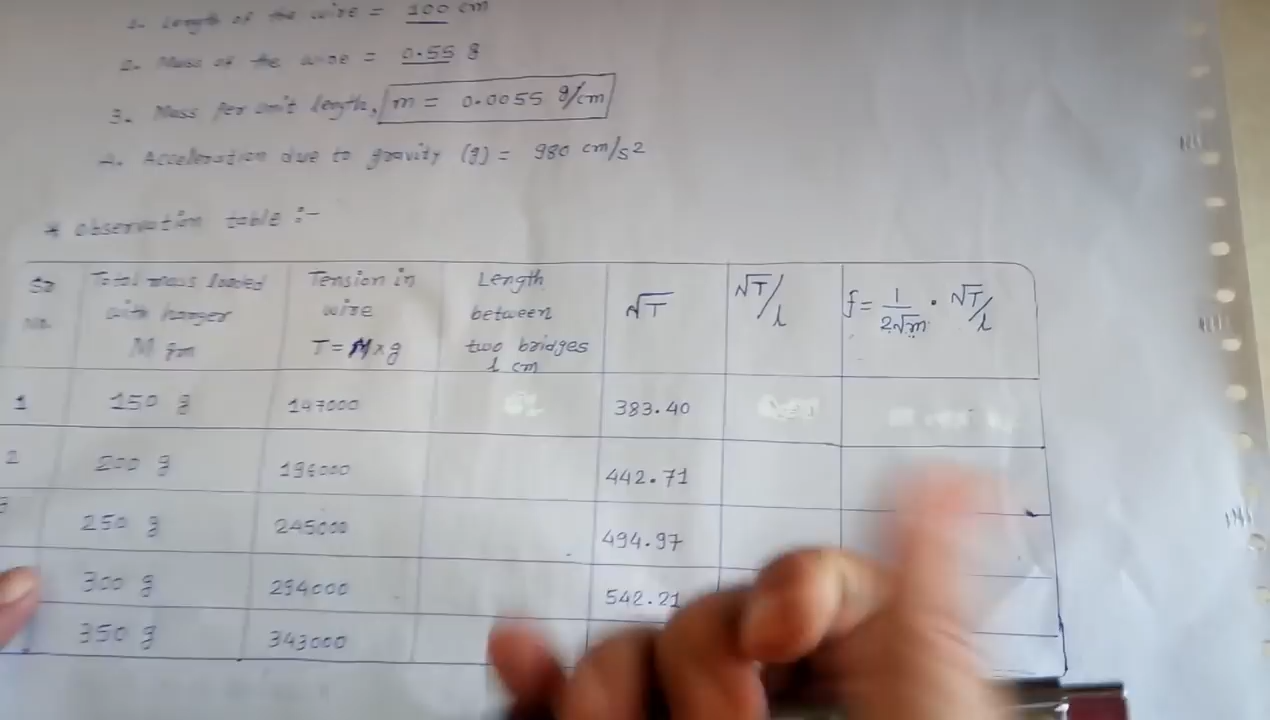 1. Length of the wire = 100 cm
2. Mass of the wire = 0.55 g
3. Mass per unit length, m = 0.0055 g/cm
4. Acceleration due to gravity (g) = 980 cm/s2
* Observation table :-
Sr No. | Total mass loaded with hanger M gm | Tension in wire T = M x g | Length between two bridges l cm | √T | √T/l | f = 1/2√m . √T/l
1 | 150 g | 147000 | 383.40
2 | 200 g | 196000 | 442.71
3 | 250 g | 245000 | 494.97
300 g | 294000 | 542.21
350 g | 343000